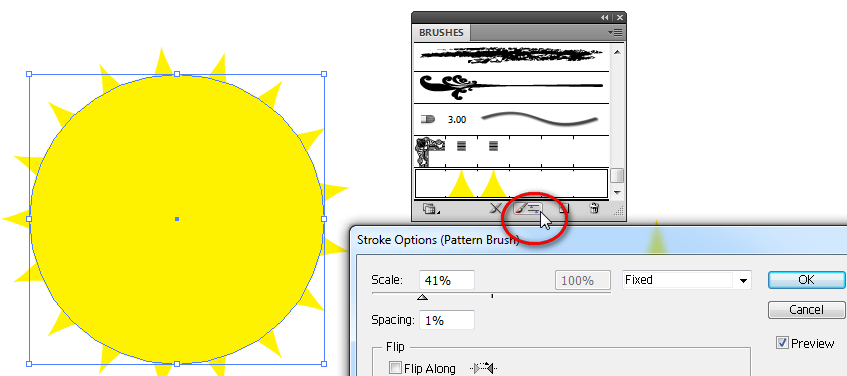 BRUSHES
3.00
Stroke Options (Pattern Brush)
Scale: 41% 100% Fixed OK
Cancel
Spacing: 1%
Preview
Flip
Flip Along